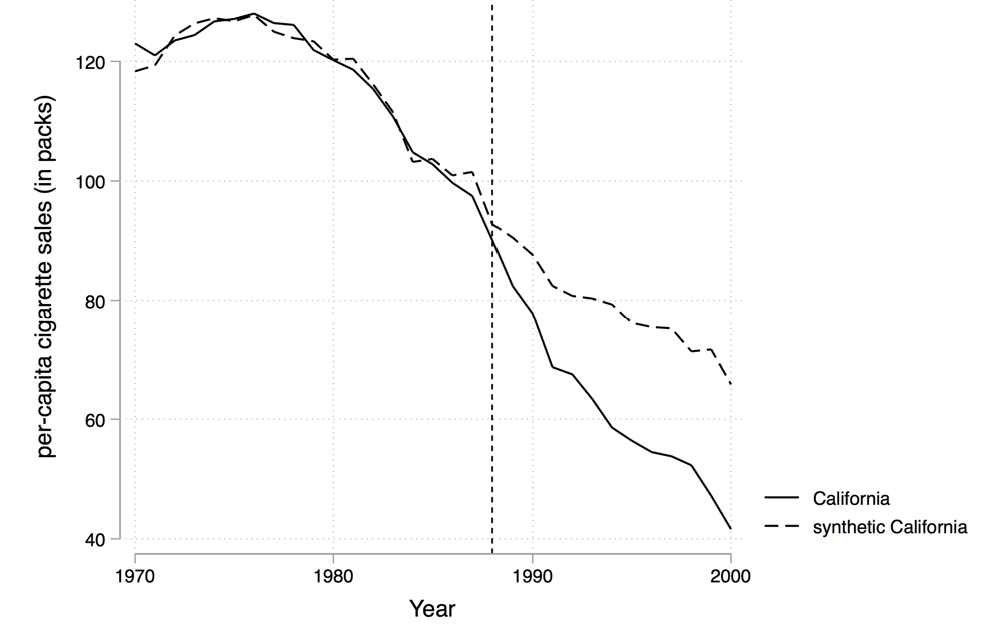 per-capita cigarette sales (in packs)
120
100
80
60
40
1970 1980 1990 2000
Year
California
synthetic California